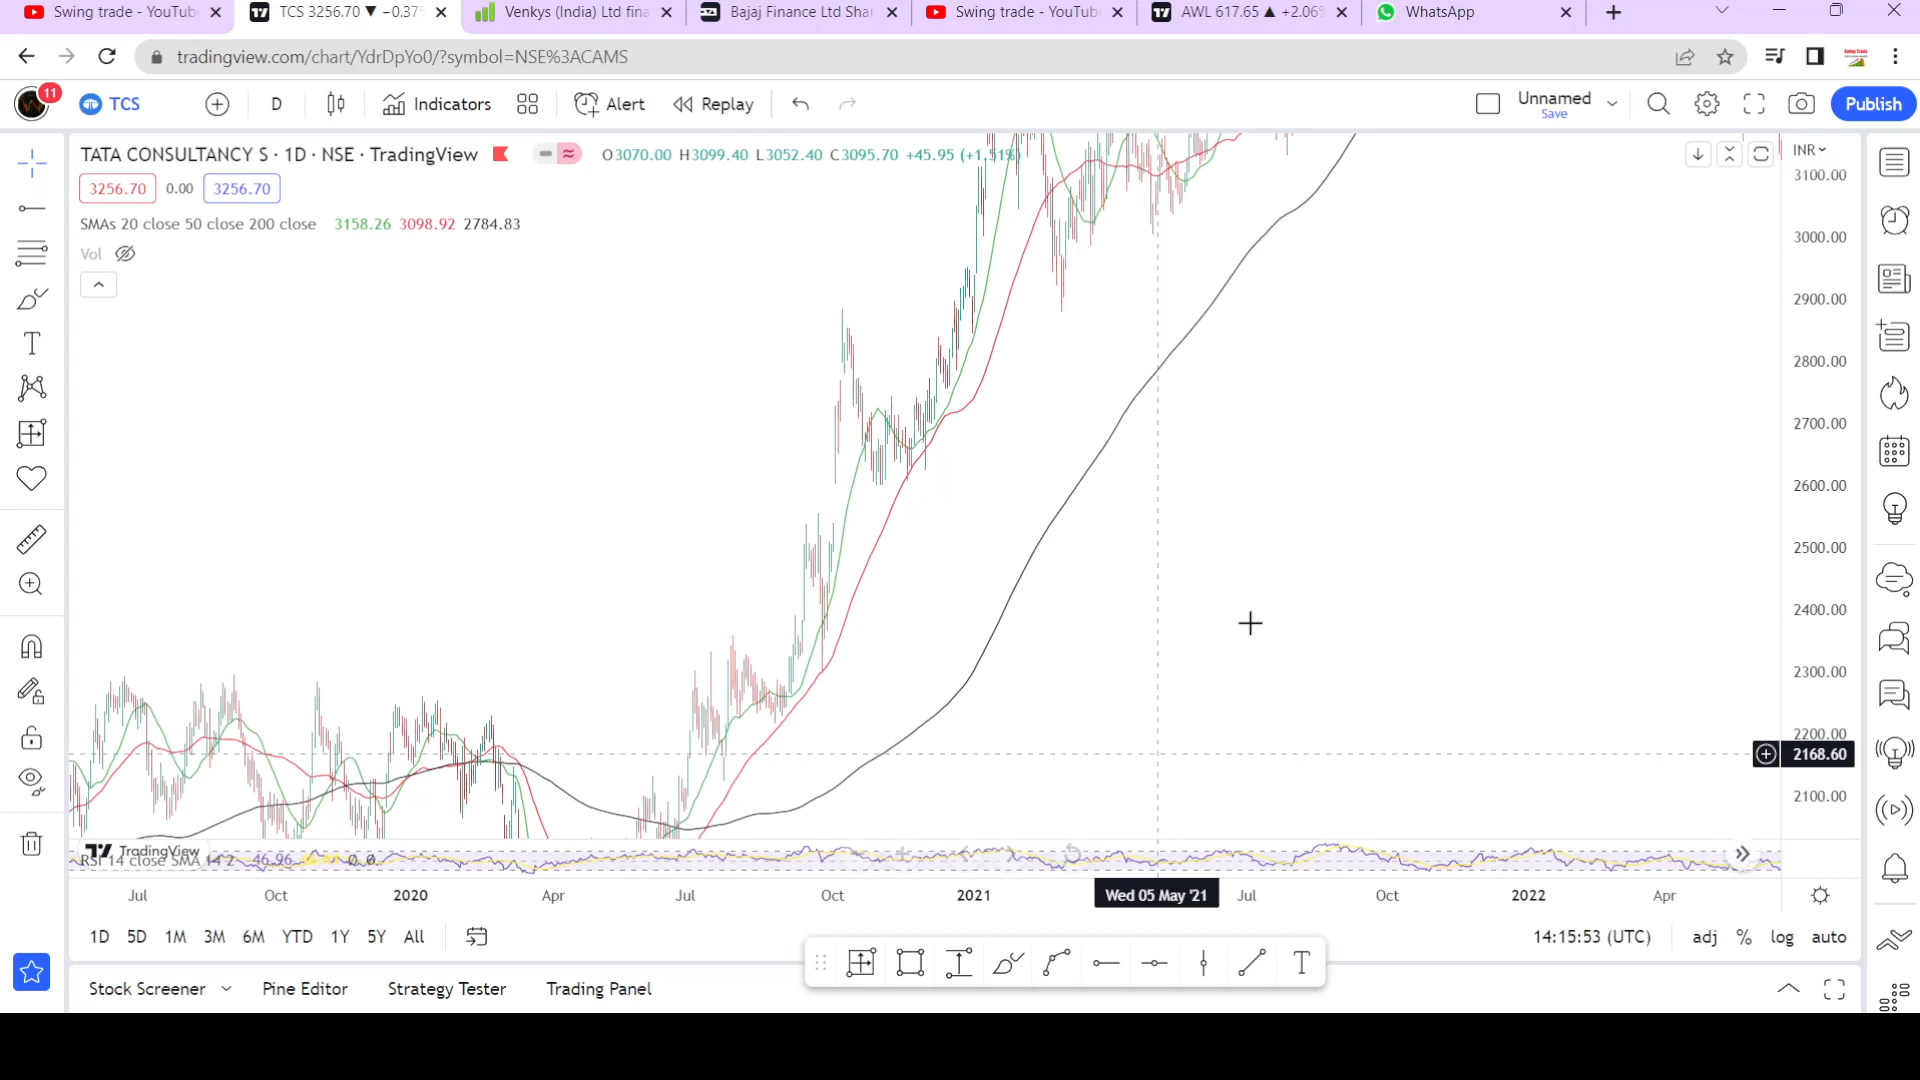 Swing trade - YouTube
TCS 3256.70 ▼ −0.37%
Venkys (India) Ltd fina
Bajaj Finance Ltd Shar
Swing trade - YouTube
AWL 617.65 ▲ +2.06%
WhatsApp
tradingview.com/chart/YdrDpYo0/?symbol=NSE%3ACAMS
11
TCS
D
Indicators
Alert
Replay
Unnamed
Save
Publish
TATA CONSULTANCY S · 1D · NSE · TradingView
O3070.00 H3099.40 L3052.40 C3095.70 +45.95 (+1.51%)
INR
3256.70
0.00
3256.70
SMAs 20 close 50 close 200 close 3158.26 3098.92 2784.83
Vol
3100.00
3000.00
2900.00
2800.00
2700.00
2600.00
2500.00
2400.00
2300.00
2200.00
2168.60
2100.00
TradingView
RSI 14 close SMA 14 2 46.96 Ø Ø
Jul
Oct
2020
Apr
Jul
Oct
2021
Wed 05 May '21
Jul
Oct
2022
Apr
1D 5D 1M 3M 6M YTD 1Y 5Y All
14:15:53 (UTC)
adj % log auto
Stock Screener
Pine Editor
Strategy Tester
Trading Panel